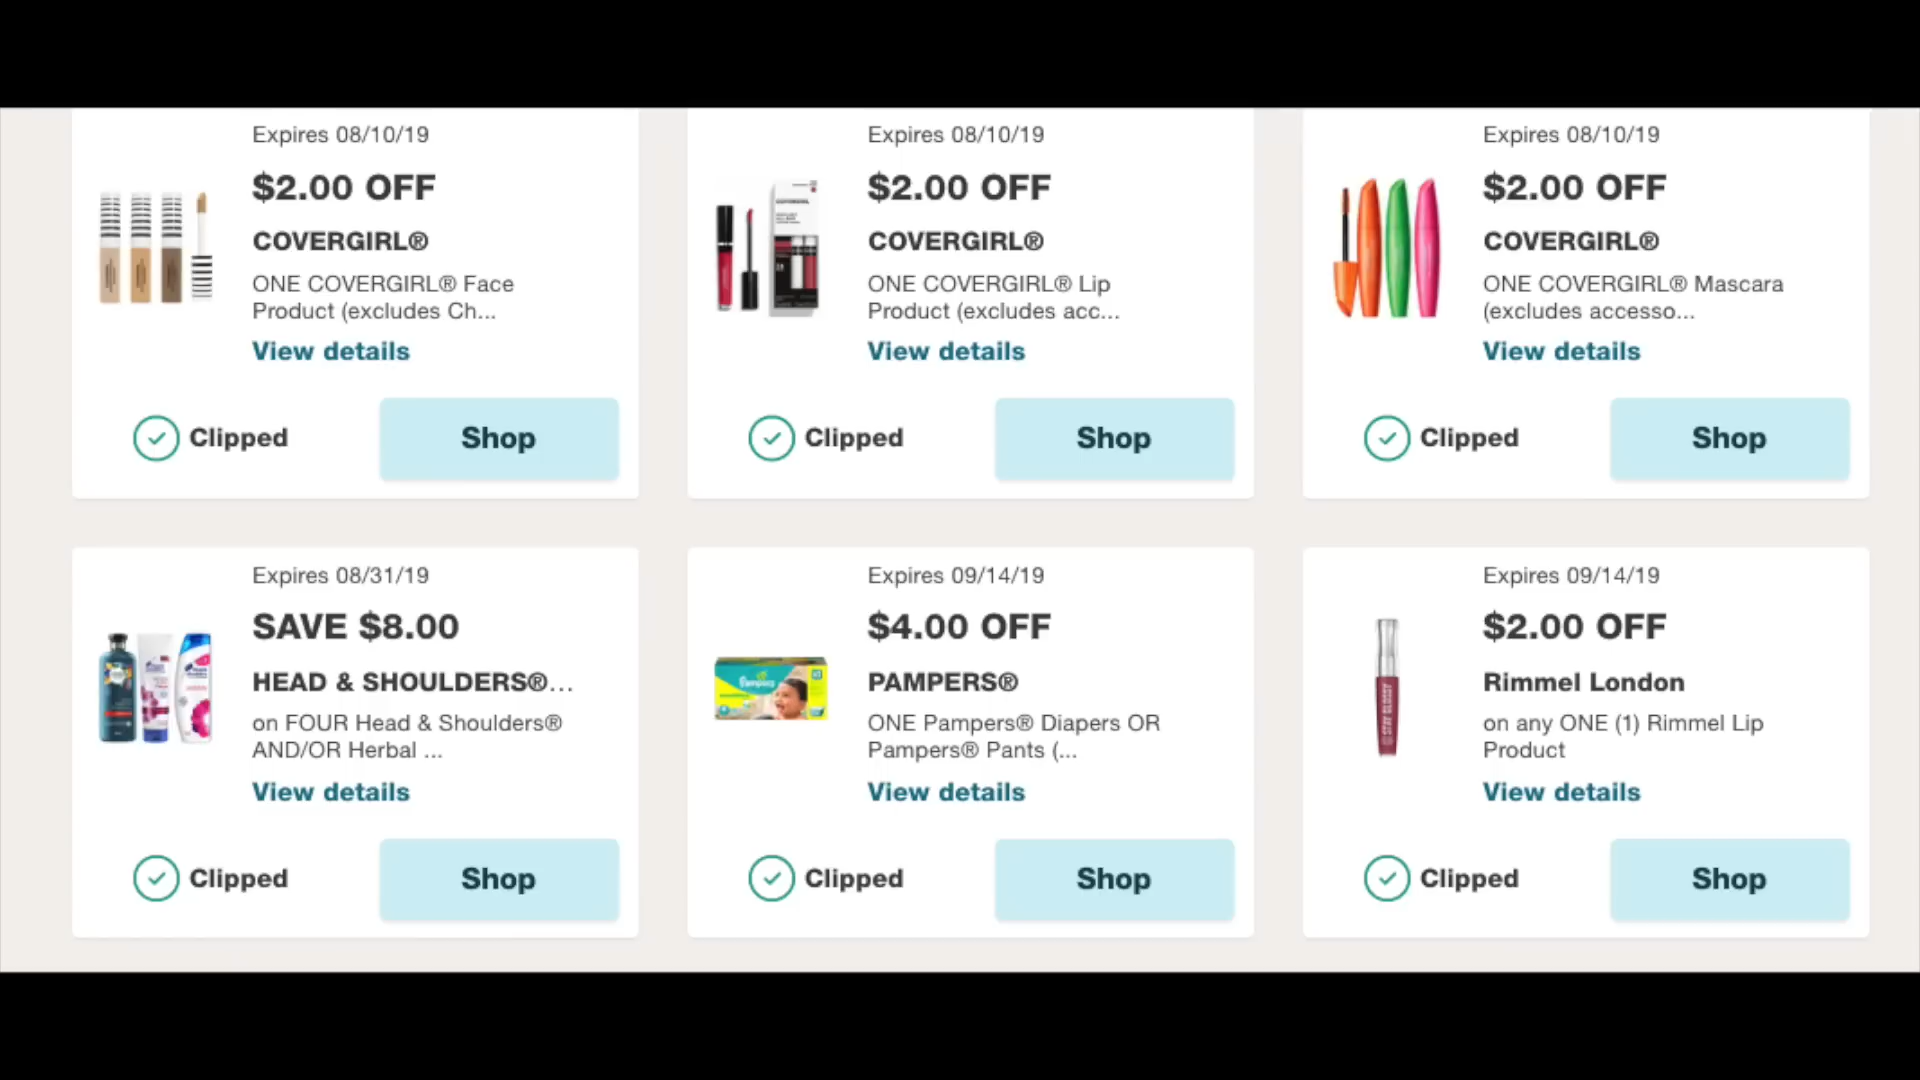 Expires 08/10/19
$2.00 OFF
COVERGIRL®
ONE COVERGIRL® Face
Product (excludes Ch...
View details
Clipped
Shop
Expires 08/10/19
$2.00 OFF
COVERGIRL®
ONE COVERGIRL® Lip
Product (excludes acc...
View details
Clipped
Shop
Expires 08/10/19
$2.00 OFF
COVERGIRL®
ONE COVERGIRL® Mascara
(excludes accesso...
View details
Clipped
Shop
Expires 08/31/19
SAVE $8.00
HEAD & SHOULDERS®...
on FOUR Head & Shoulders®
AND/OR Herbal ...
View details
Clipped
Shop
Expires 09/14/19
$4.00 OFF
PAMPERS®
ONE Pampers® Diapers OR
Pampers® Pants (...
View details
Clipped
Shop
Pampers
Expires 09/14/19
$2.00 OFF
Rimmel London
on any ONE (1) Rimmel Lip
Product
View details
Clipped
Shop
STAY GLOSSY